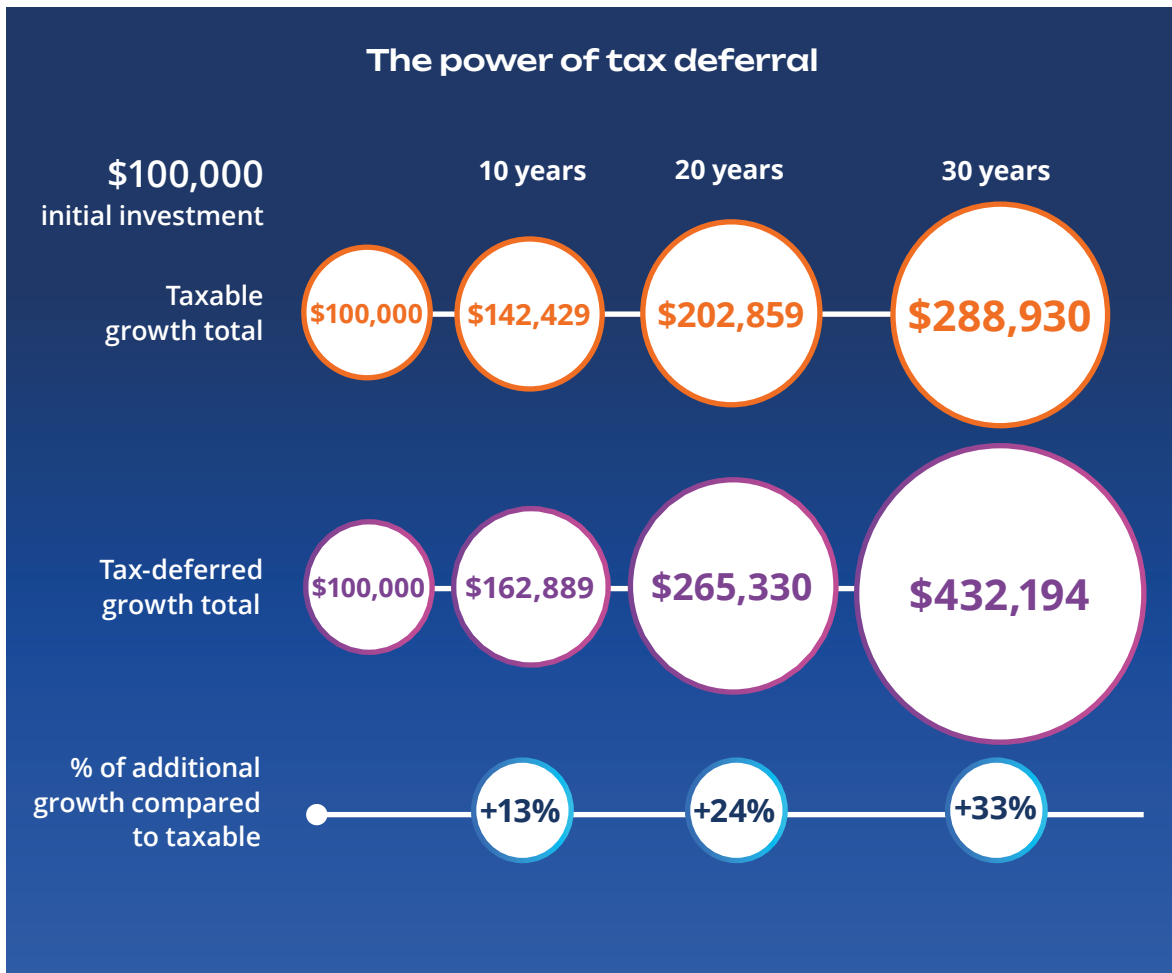 The power of tax deferral
$100,000
initial investment
10 years
20 years
30 years
Taxable
growth total
$100,000
$142,429
$202,859
$288,930
Tax-deferred
growth total
$100,000
$162,889
$265,330
$432,194
% of additional
growth compared
to taxable
+13%
+24%
+33%